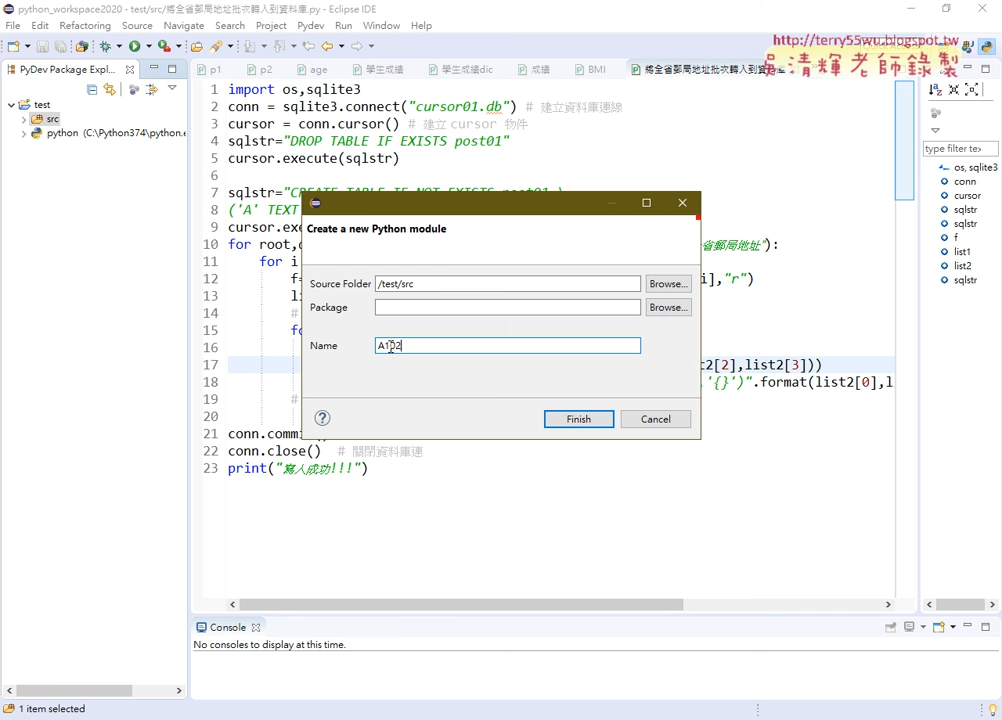 python_workspace2020 - test/src/將全省郵局地址批次轉入到資料庫.py - Eclipse IDE
File Edit Refactoring Source Navigate Search Project Pydev Run Window Help
http://terry55wu.blogspot.tw
吳清輝老師錄製
PyDev Package Expl...
p1 p2 age 學生成績 學生成績dic 成績 BMI 將全省郵局地址批次轉入到資
test
src
python (C:\Python374\python.e
1 import os,sqlite3
2 conn = sqlite3.connect("cursor01.db") # 建立資料庫連線
3 cursor = conn.cursor() # 建立 cursor 物件
4 sqlstr="DROP TABLE IF EXISTS post01"
5 cursor.execute(sqlstr)
6
7 sqlstr="CREATE TABLE IF NOT EXISTS post01 \
8 ('A' TEXT
9 cursor.exe
10 for root,d 省郵局地址"):
11 for i
12 f= i],"r")
13 li
14 #
15 fo
16
17 t2[2],list2[3]))
18 '{}')".format(list2[0],l
19 #
20
21 conn.commi
22 conn.close() # 關閉資料庫連
23 print("寫入成功!!!")
Create a new Python module
Source Folder /test/src Browse...
Package Browse...
Name A102
? Finish Cancel
type filter tex
os, sqlite3
conn
cursor
sqlstr
sqlstr
f
list1
list2
sqlstr
Console
No consoles to display at this time.
1 item selected